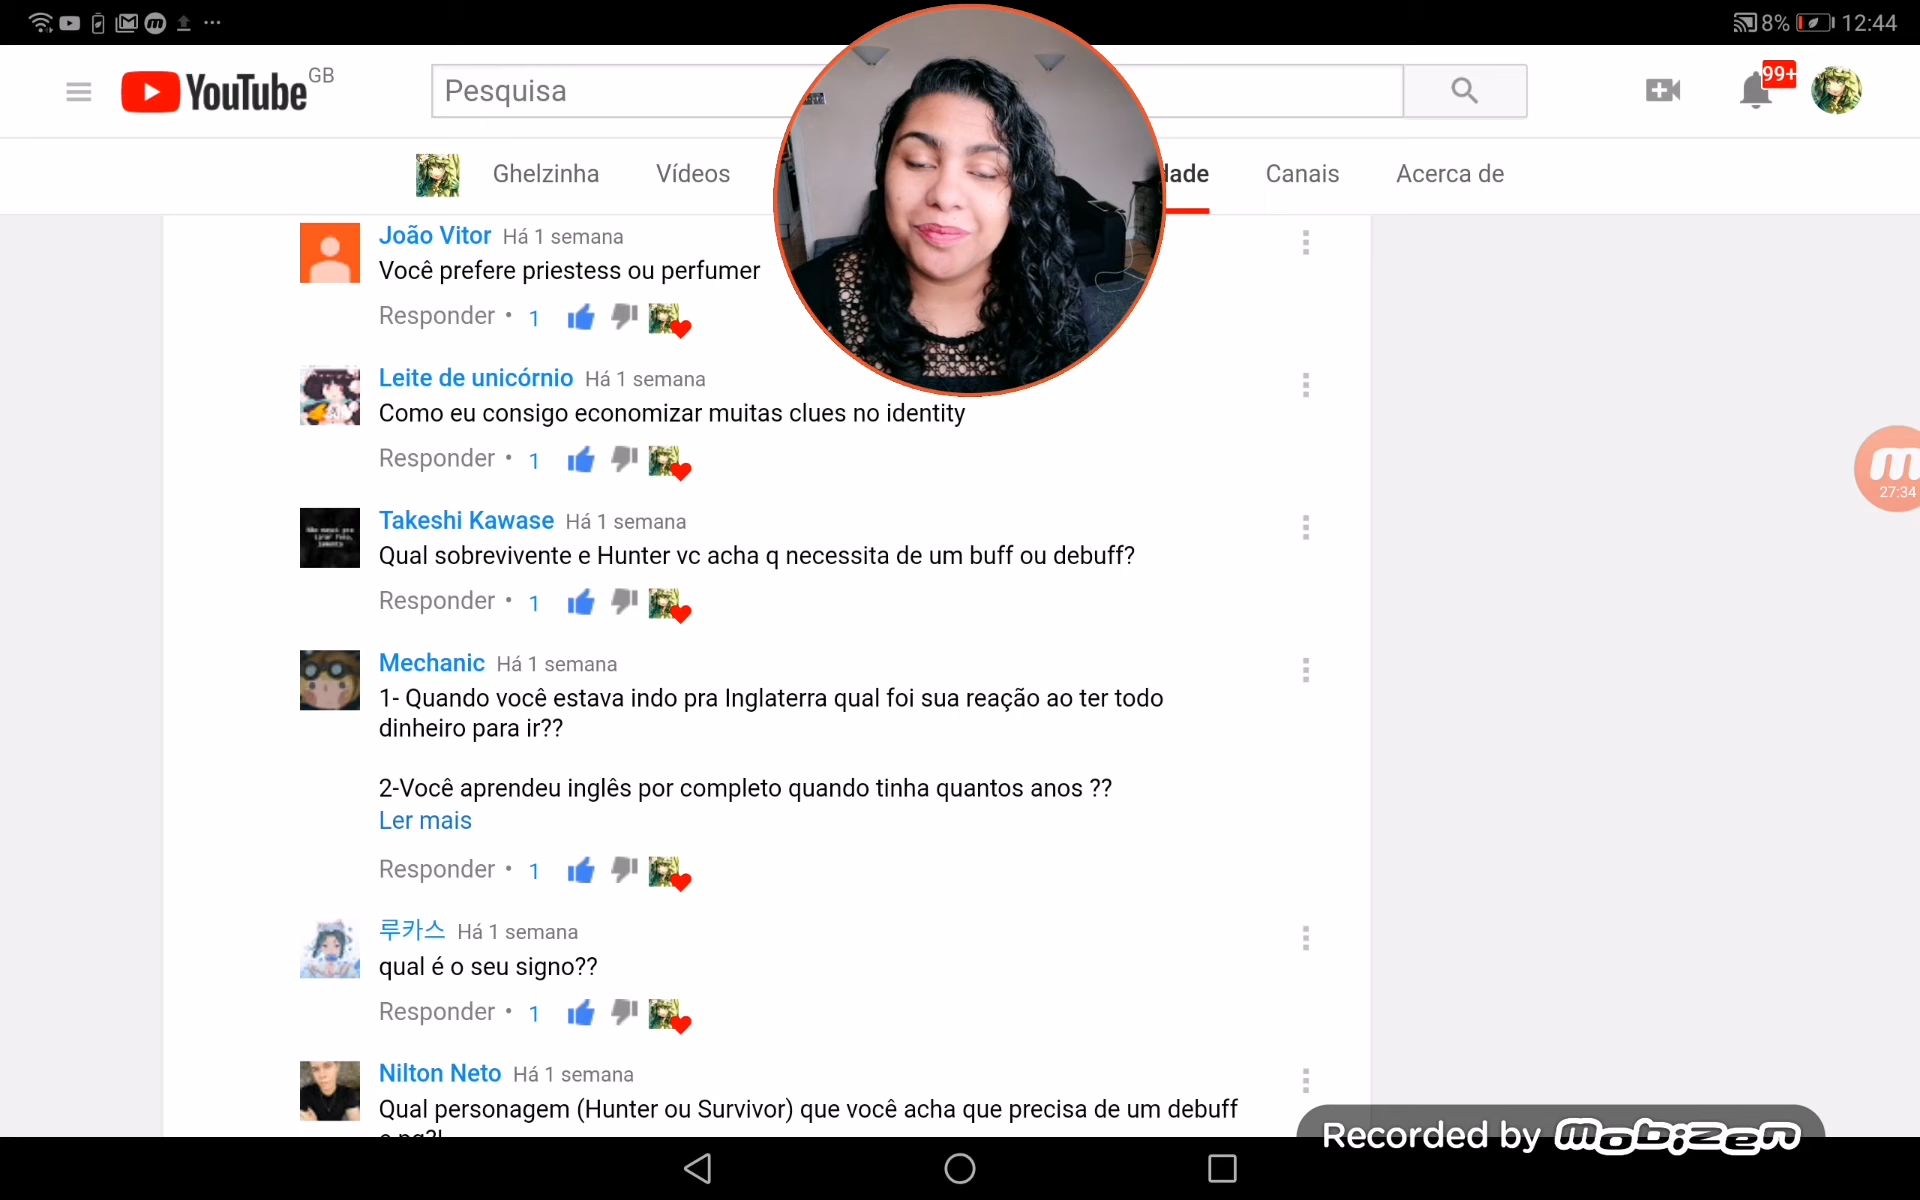 8% 12:44
YouTube GB
Pesquisa
99+
Ghelzinha Vídeos dade Canais Acerca de
João Vitor Há 1 semana
Você prefere priestess ou perfumer
Responder • 1
Leite de unicórnio Há 1 semana
Como eu consigo economizar muitas clues no identity
Responder • 1
27:34
Takeshi Kawase Há 1 semana
Qual sobrevivente e Hunter vc acha q necessita de um buff ou debuff?
Responder • 1
Mechanic Há 1 semana
1- Quando você estava indo pra Inglaterra qual foi sua reação ao ter todo
dinheiro para ir??
2-Você aprendeu inglês por completo quando tinha quantos anos ??
Ler mais
Responder • 1
루카스 Há 1 semana
qual é o seu signo??
Responder • 1
Nilton Neto Há 1 semana
Qual personagem (Hunter ou Survivor) que você acha que precisa de um debuff
Recorded by mobizen